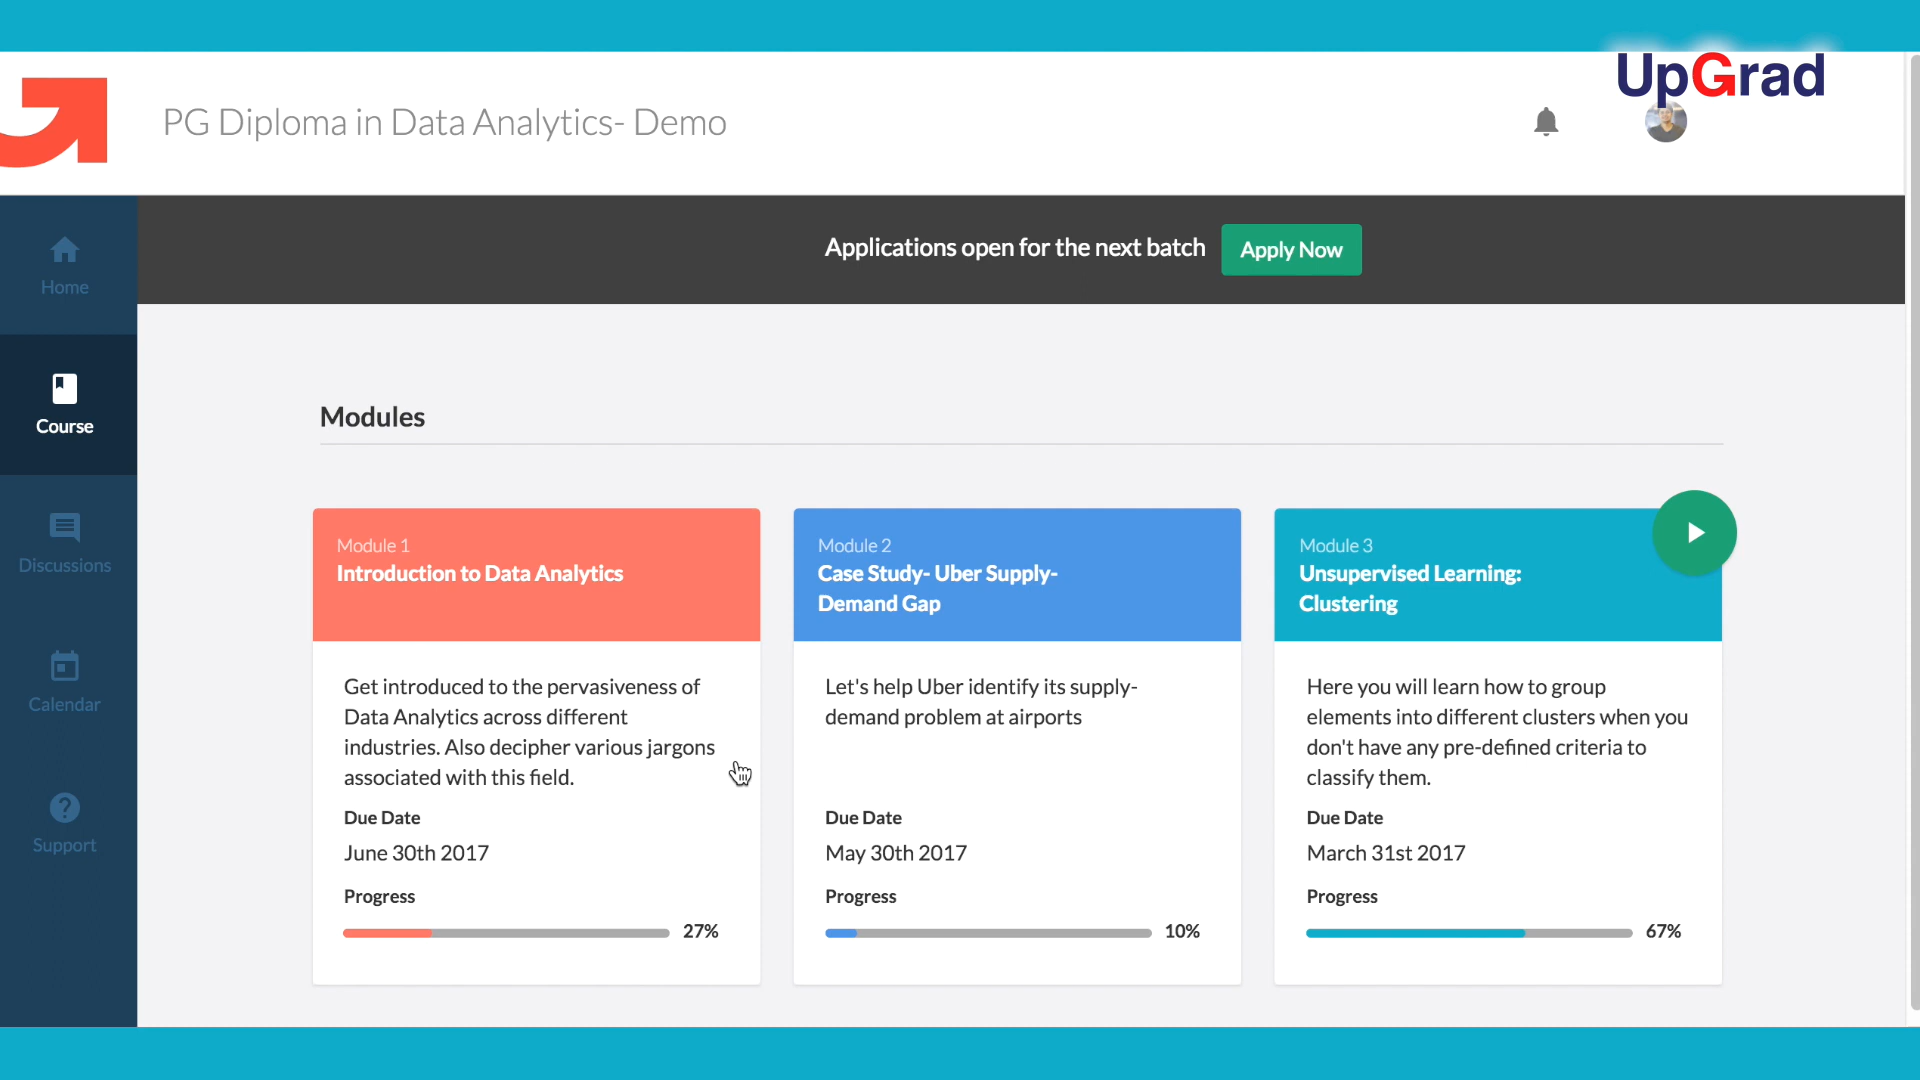 UpGrad
PG Diploma in Data Analytics- Demo
Applications open for the next batch
Apply Now
Home
Course
Discussions
Calendar
Support
Modules
Module 1
Introduction to Data Analytics
Get introduced to the pervasiveness of
Data Analytics across different
industries. Also decipher various jargons
associated with this field.
Due Date
June 30th 2017
Progress
27%
Module 2
Case Study- Uber Supply-
Demand Gap
Let's help Uber identify its supply-
demand problem at airports
Due Date
May 30th 2017
Progress
10%
Module 3
Unsupervised Learning:
Clustering
Here you will learn how to group
elements into different clusters when you
don't have any pre-defined criteria to
classify them.
Due Date
March 31st 2017
Progress
67%